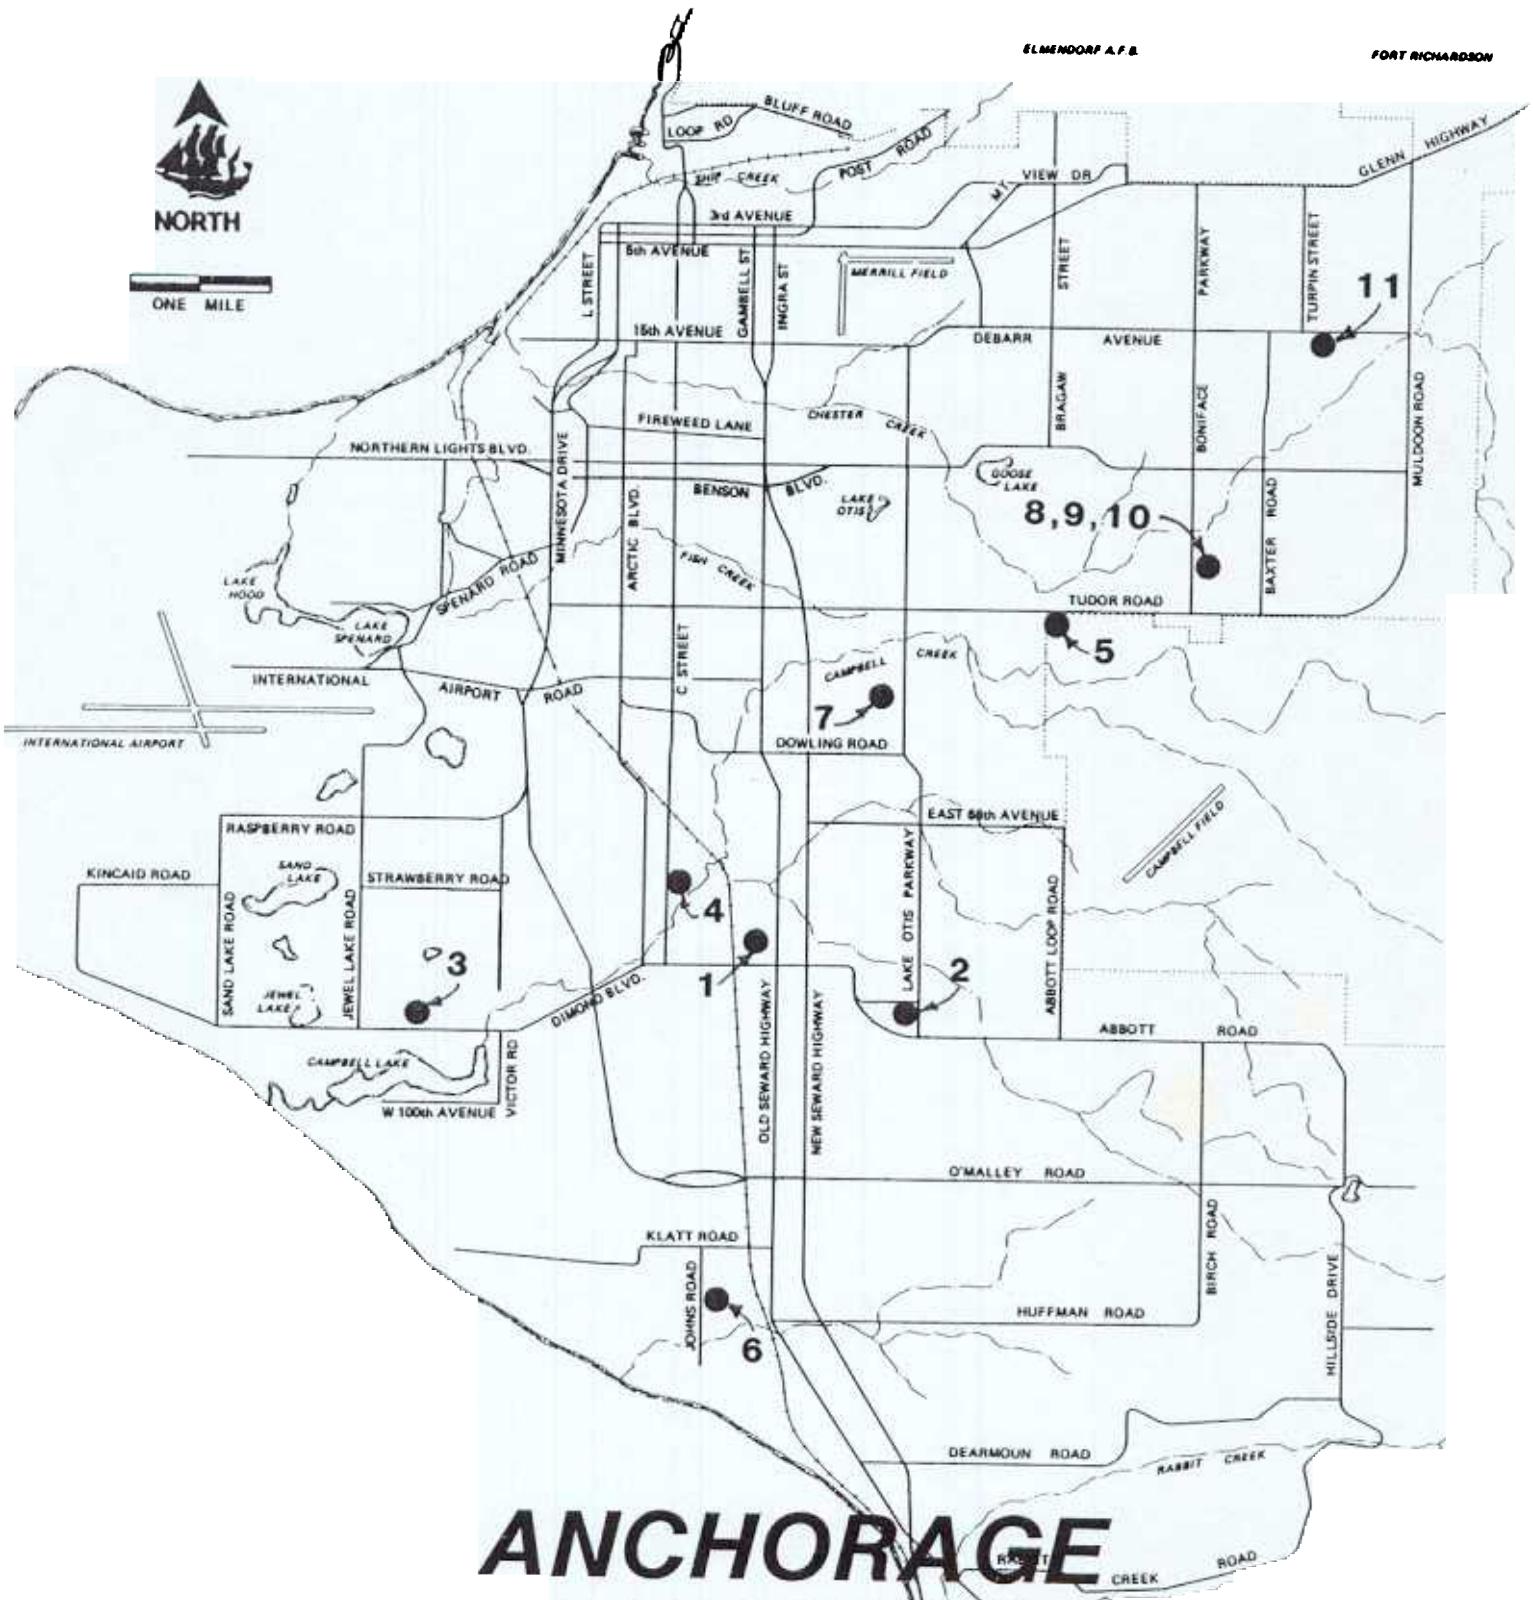 ELMENDORF A.F.B.
FORT RICHARDSON
BLUFF ROAD
LOOP RD
GLENN HIGHWAY
POST ROAD
SHIP CREEK
MT. VIEW DR
NORTH
3rd AVENUE
5th AVENUE
L STREET
GAMBELL ST
INGRA ST
MERRILL FIELD
STREET
PARKWAY
TURPIN STREET
11
ONE MILE
15th AVENUE
DEBARR AVENUE
CHESTER CREEK
FIREWEED LANE
BRAGAW
BONIFACE
MULDOON ROAD
NORTHERN LIGHTS BLVD.
MINNESOTA DRIVE
BENSON BLVD.
LAKE OTIS
GOOSE LAKE
8,9,10
BAXTER ROAD
ARCTIC BLVD.
FISH CREEK
SPENARD ROAD
LAKE HOOD
LAKE SPENARD
TUDOR ROAD
5
C STREET
CAMPBELL CREEK
INTERNATIONAL AIRPORT ROAD
7
INTERNATIONAL AIRPORT
DOWLING ROAD
RASPBERRY ROAD
EAST 68th AVENUE
CAMPBELL FIELD
KINCAID ROAD
SAND LAKE
STRAWBERRY ROAD
4
SAND LAKE ROAD
JEWEL LAKE ROAD
LAKE OTIS PARKWAY
ABBOTT LOOP ROAD
3
1
2
JEWEL LAKE
DIMOND BLVD.
ABBOTT ROAD
CAMPBELL LAKE
VICTOR RD
W 100th AVENUE
OLD SEWARD HIGHWAY
NEW SEWARD HIGHWAY
O'MALLEY ROAD
KLATT ROAD
JOHNS ROAD
BIRCH ROAD
HILLSIDE DRIVE
HUFFMAN ROAD
6
DEARMOUN ROAD
RABBIT CREEK
ANCHORAGE
CREEK ROAD